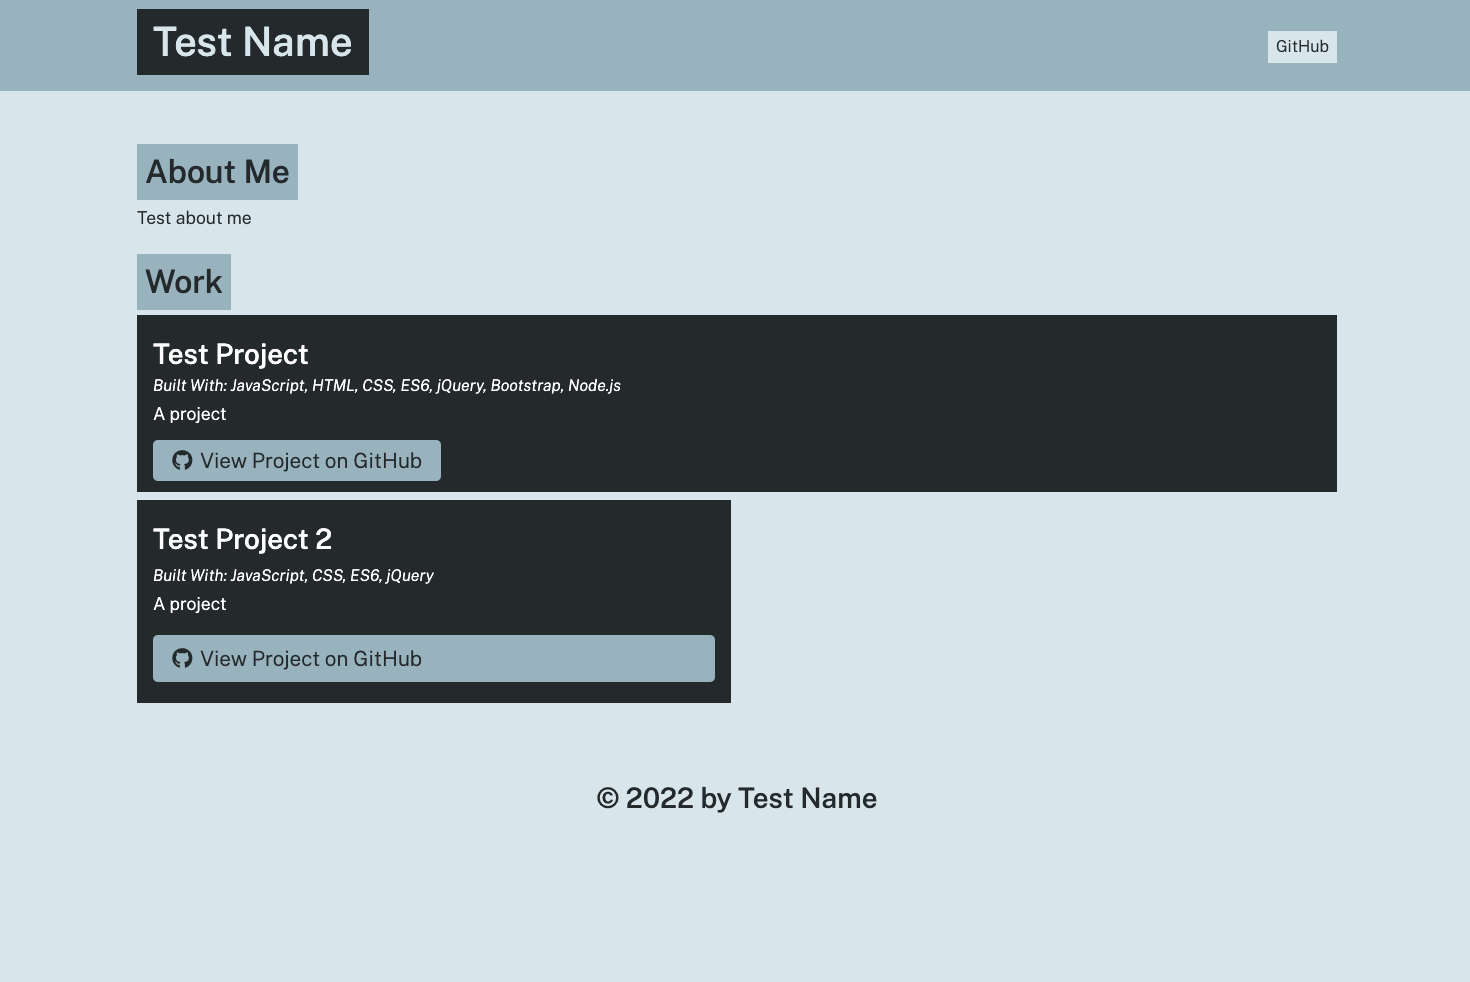 Test Name
GitHub
About Me
Test about me
Work
Test Project
Built With: JavaScript, HTML, CSS, ES6, jQuery, Bootstrap, Node.js
A project
View Project on GitHub
Test Project 2
Built With: JavaScript, CSS, ES6, jQuery
A project
View Project on GitHub
© 2022 by Test Name